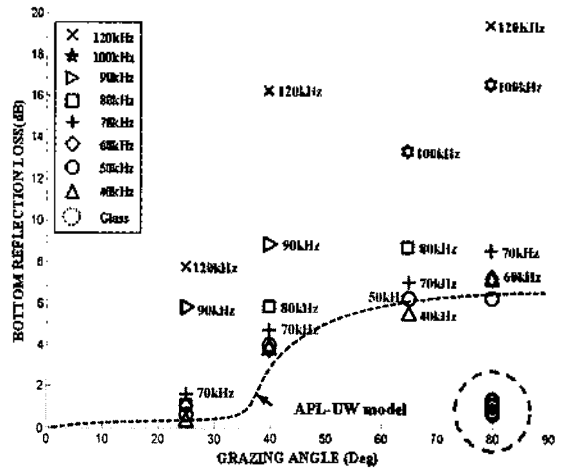 20
18
16
14
12
10
8
6
4
2
0
BOTTOM REFLECTION LOSS(dB)
120kHz
100kHz
90kHz
80kHz
70kHz
60kHz
50kHz
40kHz
Glass
120kHz
90kHz
70kHz
120kHz
90kHz
80kHz
70kHz
100kHz
80kHz
70kHz
50kHz
40kHz
120kHz
100kHz
70kHz
60kHz
APL-UW model
0 10 20 30 40 50 60 70 80 90
GRAZING ANGLE (Deg)